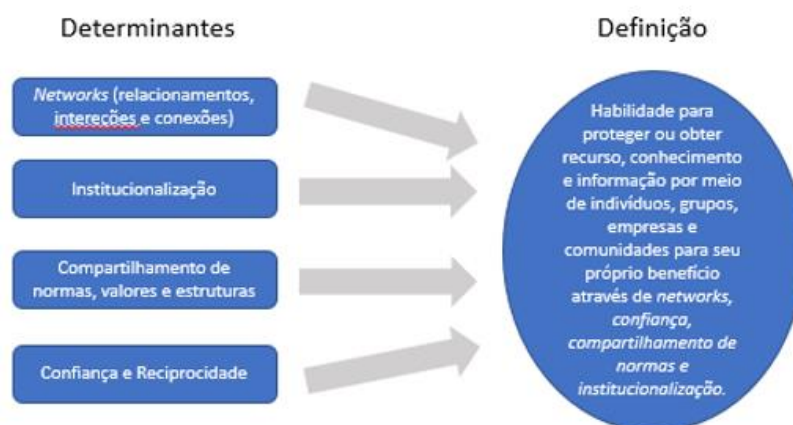 Determinantes
Definição
Networks (relacionamentos,
intereções e conexões)
Institucionalização
Compartilhamento de
normas, valores e estruturas
Confiança e Reciprocidade
Habilidade para
proteger ou obter
recurso, conhecimento
e informação por meio
de indivíduos, grupos,
empresas e
comunidades para seu
próprio benefício
através de networks,
confiança,
compartilhamento de
normas e
institucionalização.